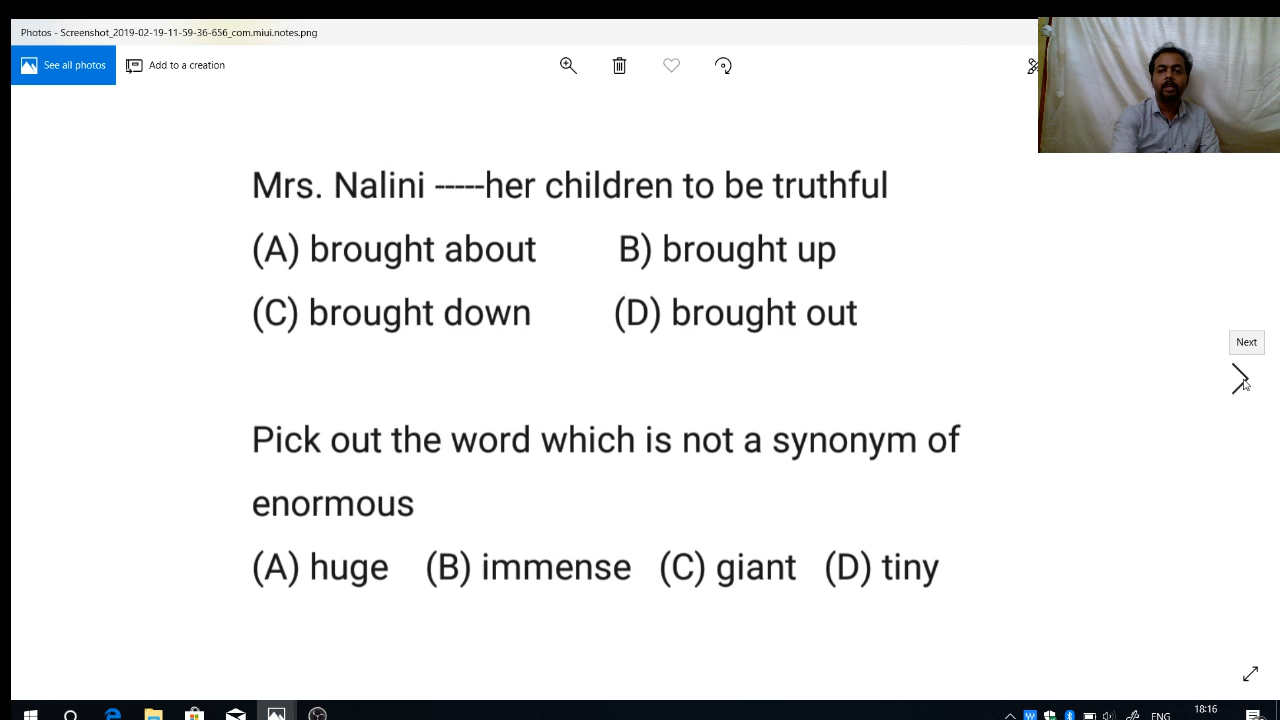 Photos - Screenshot_2019-02-19-11-59-36-656_com.miui.notes.png
See all photos
Add to a creation
Mrs. Nalini -----her children to be truthful
(A) brought about B) brought up
(C) brought down (D) brought out
Next
Pick out the word which is not a synonym of
enormous
(A) huge (B) immense (C) giant (D) tiny
ENG
18:16